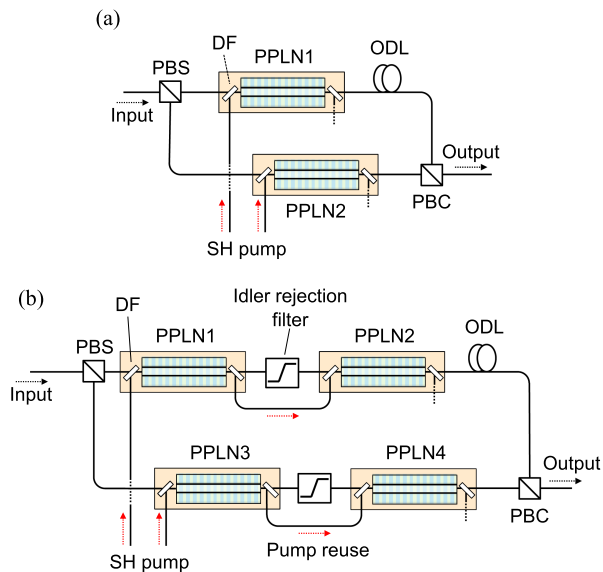 (a)
DF
PPLN1
ODL
PBS
Input
Output
PPLN2
PBC
SH pump
(b)
Idler rejection
filter
DF
PPLN1
PPLN2
ODL
PBS
Input
PPLN3
PPLN4
Output
PBC
SH pump
Pump reuse